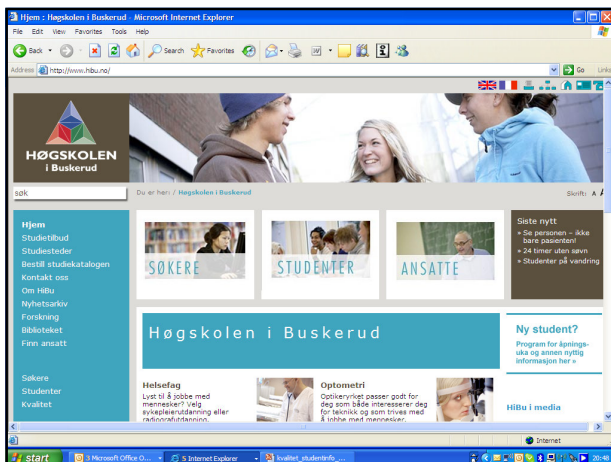 Hjem : Høgskolen i Buskerud - Microsoft Internet Explorer
File Edit View Favorites Tools Help
Back Search Favorites
Address http://www.hibu.no/ Go Links
HØGSKOLEN
i Buskerud
søk
Du er her: / Høgskolen i Buskerud
Skrift: A A
Hjem
Studietilbud
Studiesteder
Bestill studiekatalogen
Kontakt oss
Om HiBu
Nyhetsarkiv
Forskning
Biblioteket
Finn ansatt
Søkere
Studenter
Kvalitet
SØKERE
STUDENTER
ANSATTE
Siste nytt
» Se personen – ikke
bare pasienten!
» 24 timer uten søvn
» Studenter på vandring
Høgskolen i Buskerud
Ny student?
Program for åpnings-
uka og annen nyttig
informasjon her »
Helsefag
Lyst til å jobbe med
mennesker? Velg
sykepleierutdanning eller
radiografutdanning.
Optometri
Optikeryrket passer godt for
deg som både interesserer deg
for teknikk og som trives med
å jobbe med mennesker.
HiBu i media
Internet
start 3 Microsoft Office O... 5 Internet Explorer kvalitet_studentinfo_... 20:48